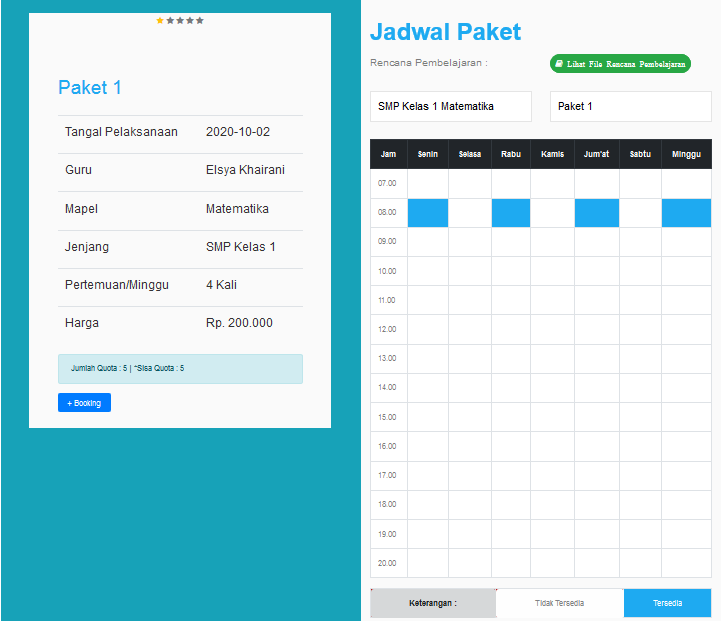 Paket 1
Tangal Pelaksanaan 2020-10-02
Guru Elsya Khairani
Mapel Matematika
Jenjang SMP Kelas 1
Pertemuan/Minggu 4 Kali
Harga Rp. 200.000
Jumlah Quota : 5 | *Sisa Quota : 5
+ Booking
Jadwal Paket
Rencana Pembelajaran :
Lihat File Rencana Pembelajaran
SMP Kelas 1 Matematika
Paket 1
Jam Senin Selasa Rabu Kamis Jum'at Sabtu Minggu
07.00
08.00
09.00
10.00
11.00
12.00
13.00
14.00
15.00
16.00
17.00
18.00
19.00
20.00
Keterangan : Tidak Tersedia Tersedia